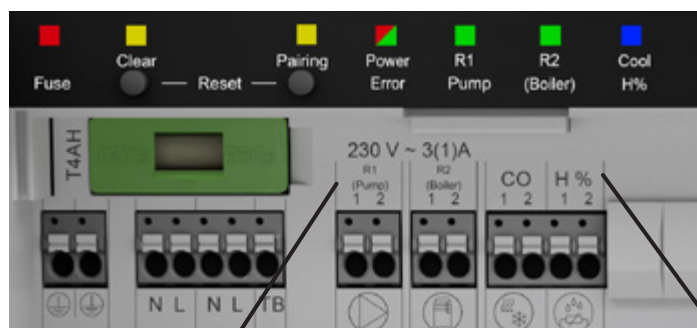 Clear Pairing Power R1 R2 Cool
Fuse Reset Error Pump (Boiler) H%
T4AH
230 V ~ 3(1)A
R1 R2
(Pump) (Boiler) CO H %
1 2 1 2 1 2 1 2
N L N L TB